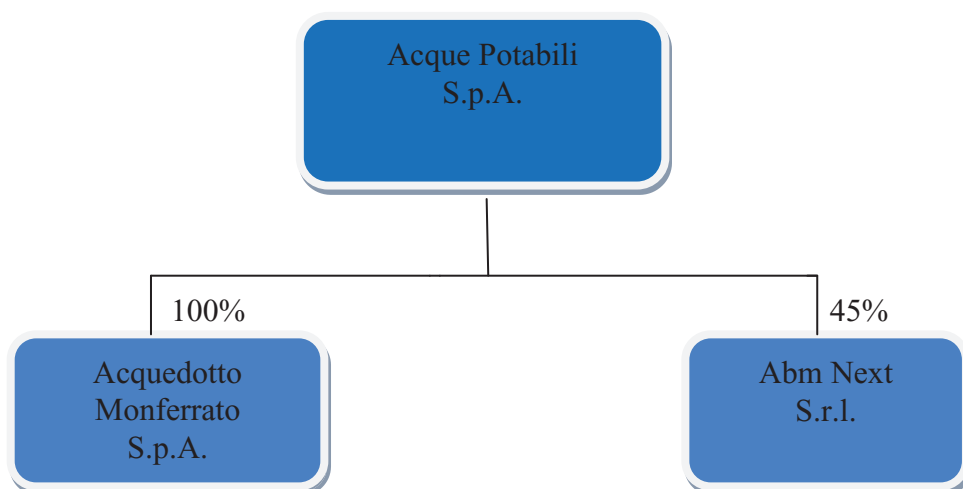 Acque Potabili
S.p.A.
100%
45%
Acquedotto
Monferrato
S.p.A.
Abm Next
S.r.l.